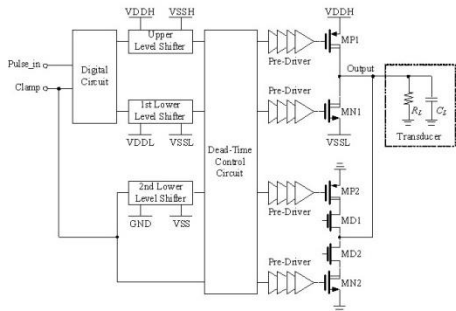 VDDH VSSH VDDH
Upper
Level Shifter
MP1
Pulse_in
Pre-Driver
Output
Digital
Circuit
Clamp
1st Lower
Level Shifter
MN1
R_L C_L
VDDL VSSL
Pre-Driver
VSSL
Transducer
Dead-Time
Control
Circuit
2nd Lower
Level Shifter
MP2
GND VSS
Pre-Driver
MD1
MD2
Pre-Driver
MN2